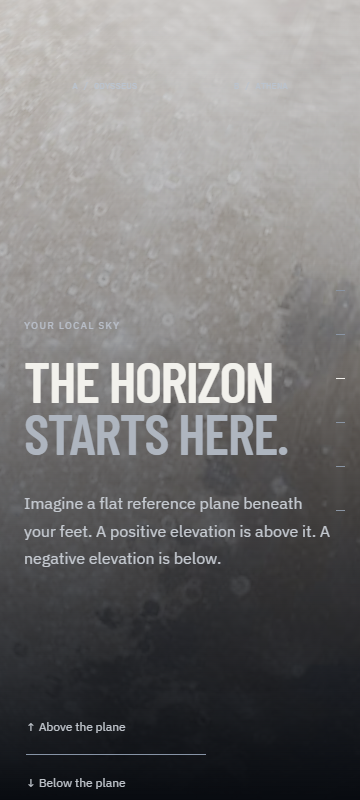 YOUR LOCAL SKY
THE HORIZON
STARTS HERE.
Imagine a flat reference plane beneath
your feet. A positive elevation is above it. A
negative elevation is below.
↑ Above the plane
↓ Below the plane